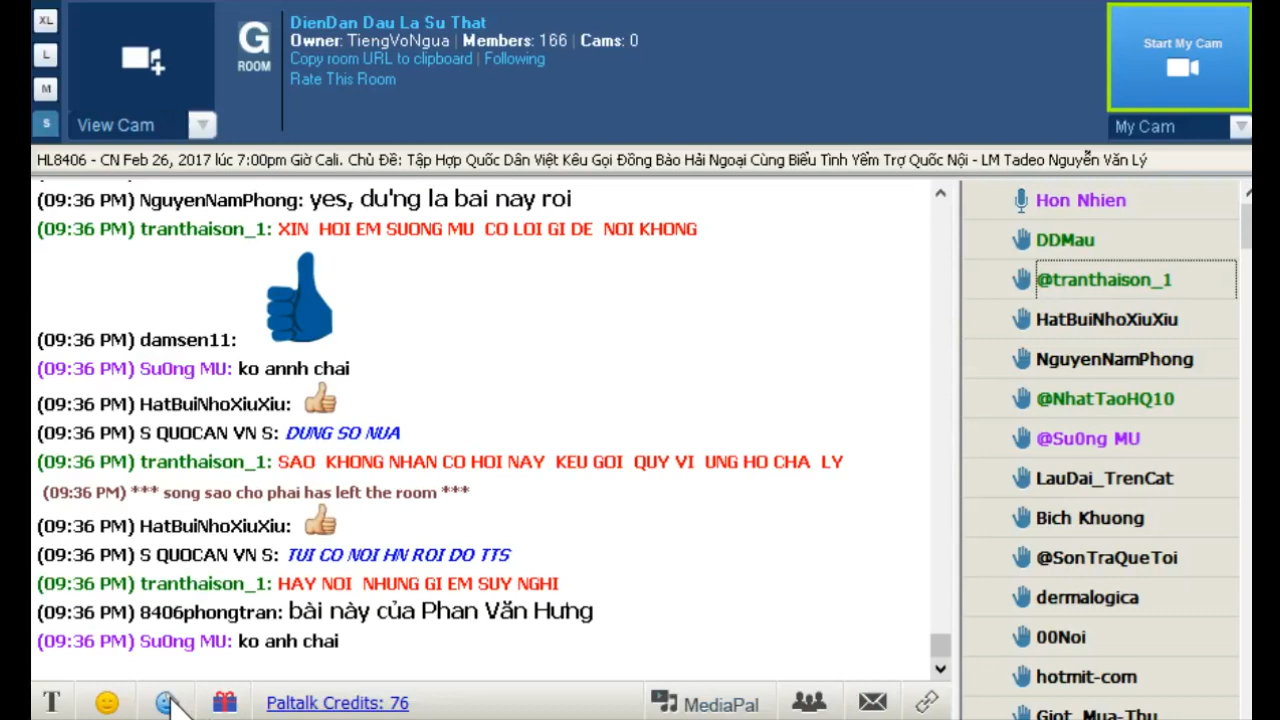 XL
L
M
S
View Cam
G
ROOM
DienDan Dau La Su That
Owner: TiengVoNgua | Members: 166 | Cams: 0
Copy room URL to clipboard | Following
Rate This Room
Start My Cam
My Cam
HL8406 - CN Feb 26, 2017 lúc 7:00pm Giờ Cali. Chủ Đề: Tập Hợp Quốc Dân Việt Kêu Gọi Đồng Bào Hải Ngoại Cùng Biểu Tình Yểm Trợ Quốc Nội - LM Tadeo Nguyễn Văn Lý
(09:36 PM) NguyenNamPhong: yes, du'ng la bai nay roi
(09:36 PM) tranthaison_1: XIN HOI EM SUONG MU CO LOI GI DE NOI KHONG
(09:36 PM) damsen11:
(09:36 PM) Su0ng MU: ko annh chai
(09:36 PM) HatBuiNhoXiuXiu:
(09:36 PM) S QUOCAN VN S: DUNG SO NUA
(09:36 PM) tranthaison_1: SAO KHONG NHAN CO HOI NAY KEU GOI QUY VI UNG HO CHA LY
(09:36 PM) *** song sao cho phai has left the room ***
(09:36 PM) HatBuiNhoXiuXiu:
(09:36 PM) S QUOCAN VN S: TUI CO NOI HN ROI DO TTS
(09:36 PM) tranthaison_1: HAY NOI NHUNG GI EM SUY NGHI
(09:36 PM) 8406phongtran: bài này của Phan Văn Hưng
(09:36 PM) Su0ng MU: ko anh chai
Hon Nhien
DDMau
@tranthaison_1
HatBuiNhoXiuXiu
NguyenNamPhong
@NhatTaoHQ10
@Su0ng MU
LauDai_TrenCat
Bich Khuong
@SonTraQueToi
dermalogica
00Noi
hotmit-com
Giot_Mua-Thu
T
Paltalk Credits: 76
MediaPal